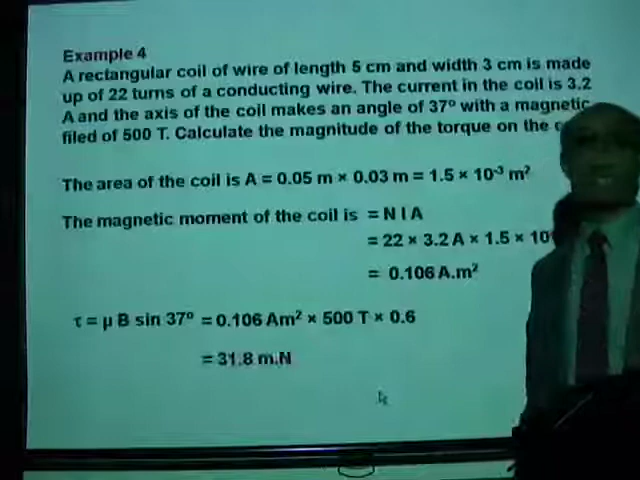 Example 4
A rectangular coil of wire of length 5 cm and width 3 cm is made
up of 22 turns of a conducting wire. The current in the coil is 3.2
A and the axis of the coil makes an angle of 37º with a magnetic
filed of 500 T. Calculate the magnitude of the torque on the
The area of the coil is A = 0.05 m × 0.03 m = 1.5 × 10⁻³ m²
The magnetic moment of the coil is = N I A
= 22 × 3.2 A × 1.5 × 10
= 0.106 A.m²
τ = μ B sin 37º = 0.106 Am² × 500 T × 0.6
= 31.8 m.N